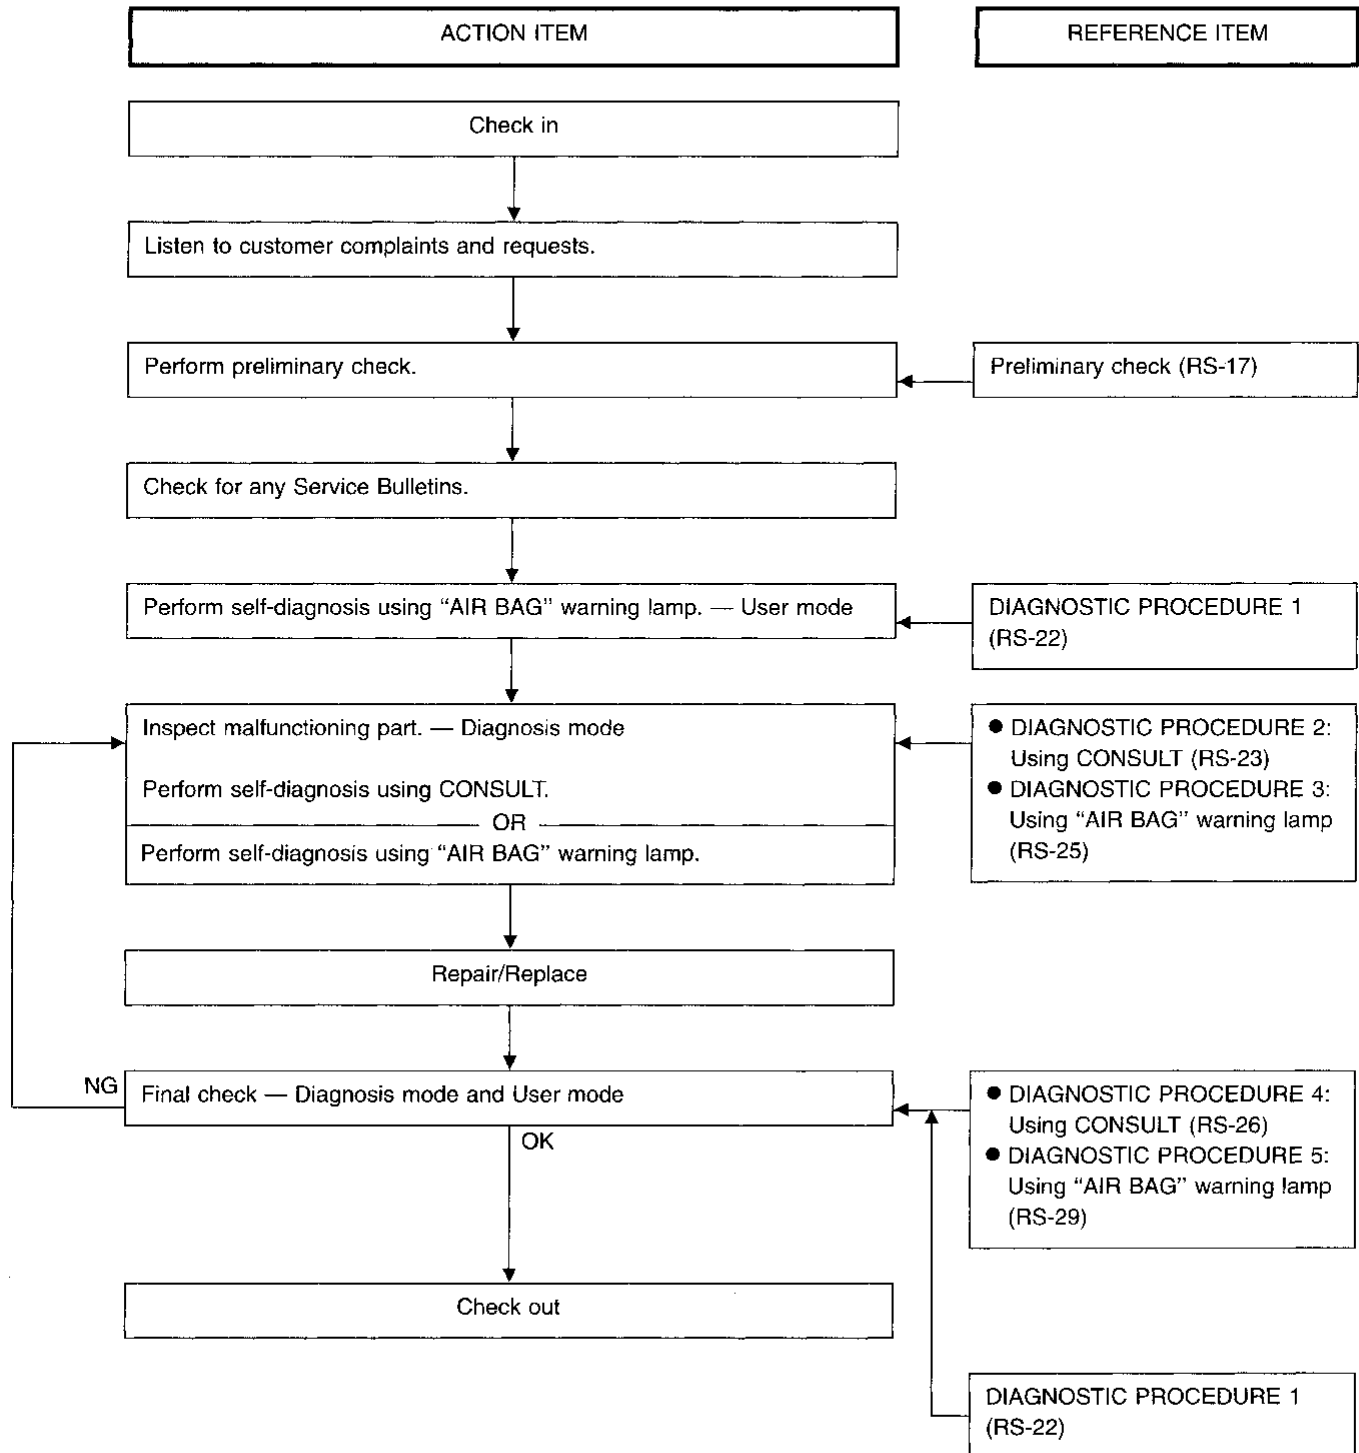 ACTION ITEM
REFERENCE ITEM
Check in
Listen to customer complaints and requests.
Perform preliminary check.
Preliminary check (RS-17)
Check for any Service Bulletins.
Perform self-diagnosis using “AIR BAG” warning lamp. — User mode
DIAGNOSTIC PROCEDURE 1
(RS-22)
Inspect malfunctioning part. — Diagnosis mode
Perform self-diagnosis using CONSULT.
OR
Perform self-diagnosis using “AIR BAG” warning lamp.
● DIAGNOSTIC PROCEDURE 2:
Using CONSULT (RS-23)
● DIAGNOSTIC PROCEDURE 3:
Using “AIR BAG” warning lamp
(RS-25)
Repair/Replace
NG
Final check — Diagnosis mode and User mode
OK
● DIAGNOSTIC PROCEDURE 4:
Using CONSULT (RS-26)
● DIAGNOSTIC PROCEDURE 5:
Using “AIR BAG” warning lamp
(RS-29)
Check out
DIAGNOSTIC PROCEDURE 1
(RS-22)